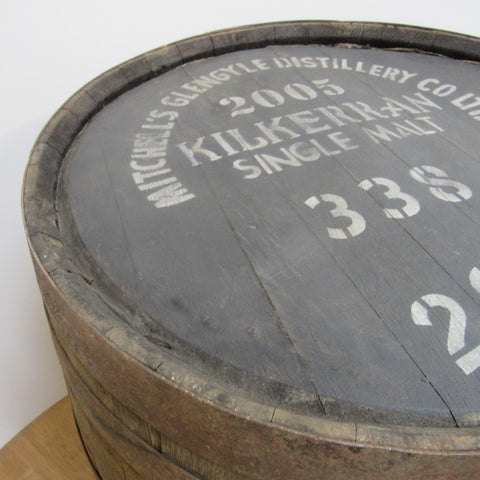 MITCHELL'S GLENGYLE DISTILLERY CO LTD
2005
KILKERRAN
SINGLE MALT
338